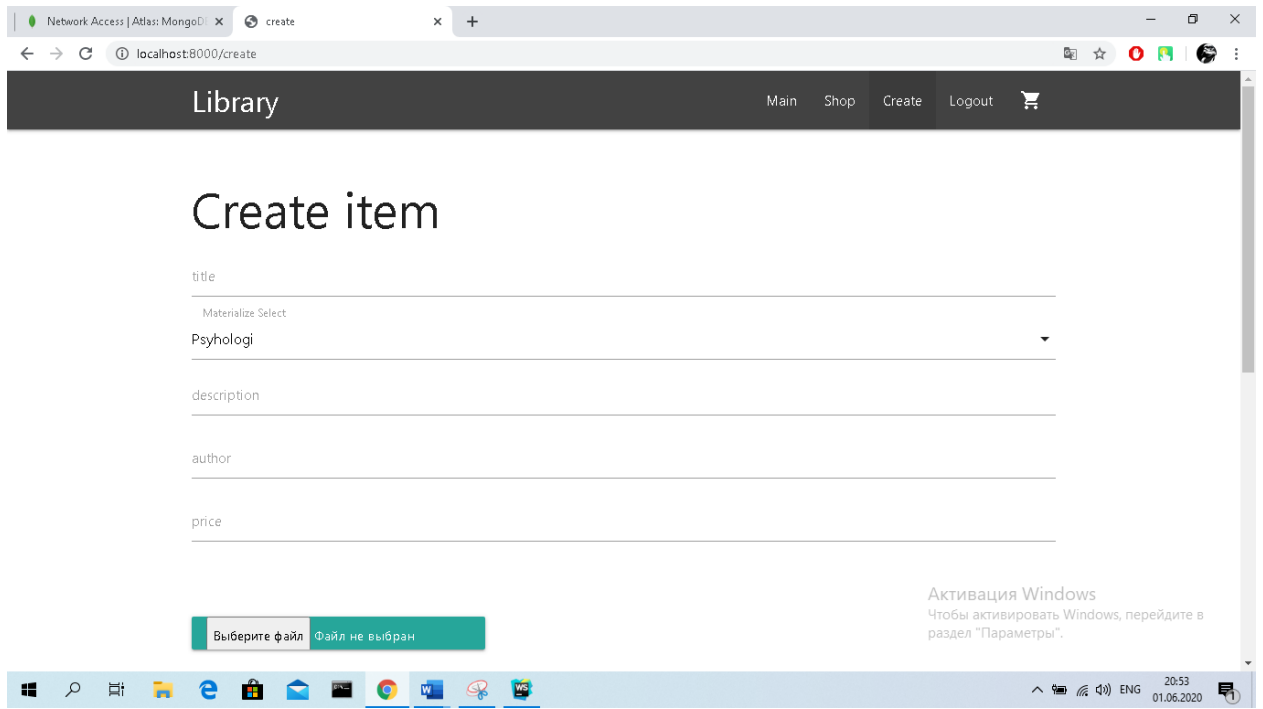 Network Access | Atlas: MongoDB
create
localhost:8000/create
Library
Main Shop Create Logout
Create item
title
Materialize Select
Psyhologi
description
author
price
Активация Windows
Чтобы активировать Windows, перейдите в
раздел "Параметры".
Выберите файл Файл не выбран
ENG
20:53
01.06.2020